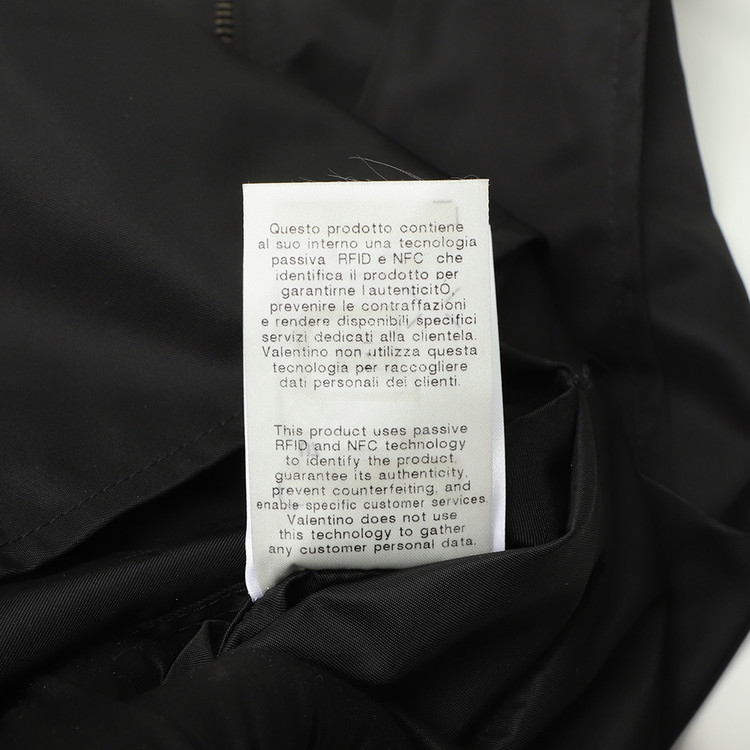 Questo prodotto contiene
al suo interno una tecnologia
passiva RFID e NFC che
identifica il prodotto per
garantirne lautenticitÓ,
prevenire le contraffazioni
e rendere disponibili specifici
servizi dedicati alla clientela.
Valentino non utilizza questa
tecnologia per raccogliere
dati personali dei clienti.
This product uses passive
RFID and NFC technology
to identify the product,
guarantee its authenticity,
prevent counterfeiting, and
enable specific customer services.
Valentino does not use
this technology to gather
any customer personal data.